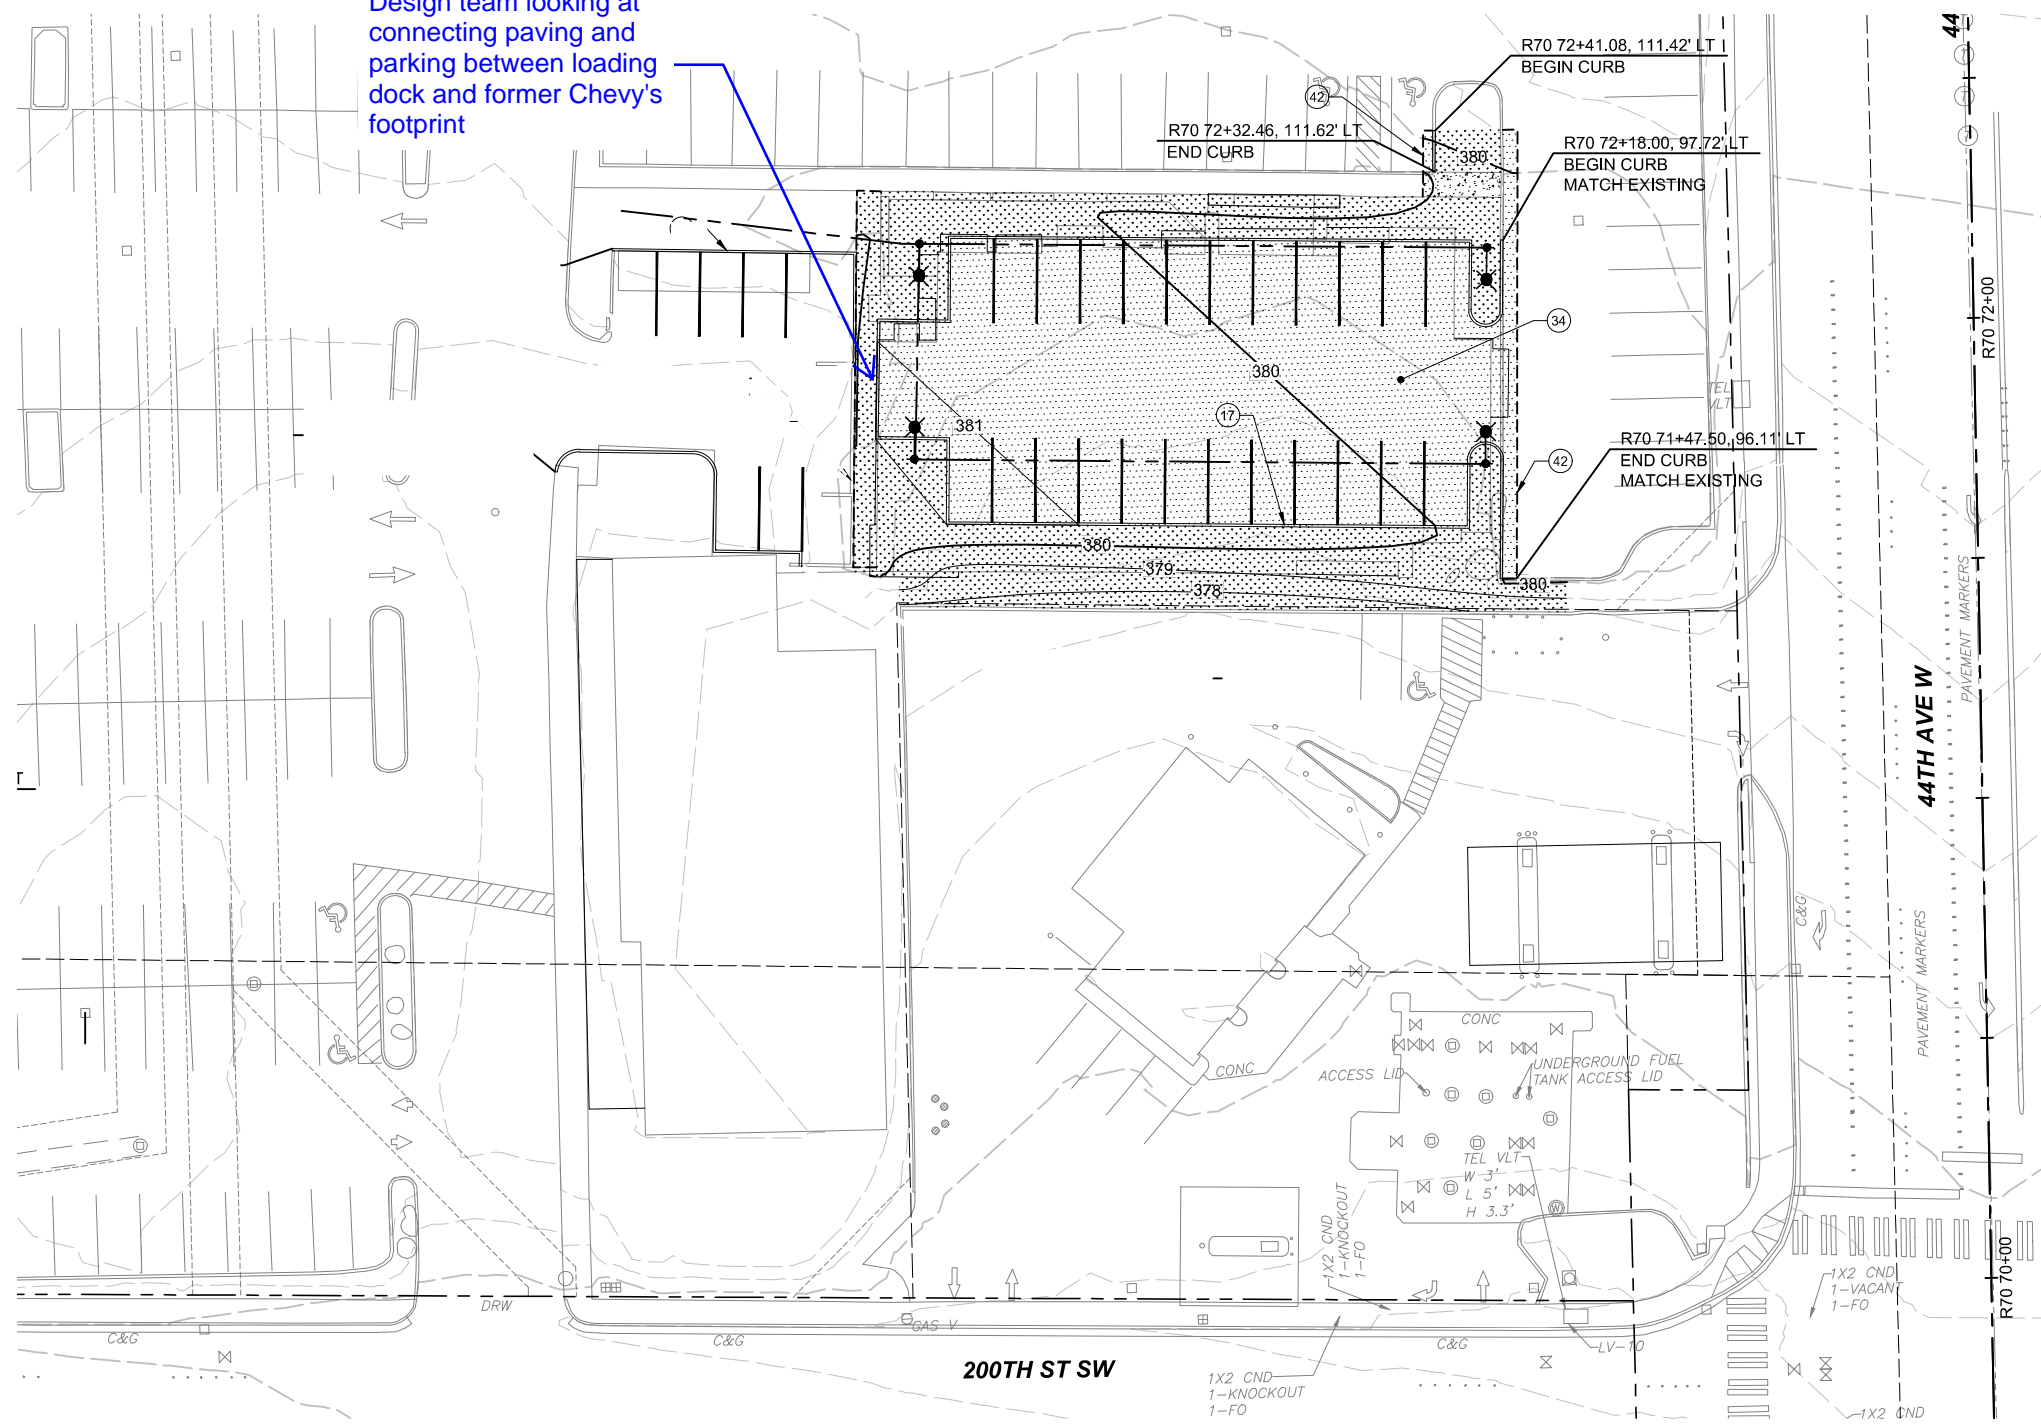 Design team looking at
connecting paving and
parking between loading
dock and former Chevy's
footprint
R70 72+41.08, 111.42' LT
BEGIN CURB
42
R70 72+32.46, 111.62' LT
END CURB
380
R70 72+18.00, 97.72' LT
BEGIN CURB
MATCH EXISTING
44
R70 72+00
34
380
17
381
TEL
VLT
R70 71+47.50, 96.11' LT
END CURB
MATCH EXISTING
42
380
379
378
380
PAVEMENT MARKERS
44TH AVE W
C&G
PAVEMENT MARKERS
CONC
CONC
ACCESS LID
UNDERGROUND FUEL
TANK ACCESS LID
TEL VLT
W 3'
L 5'
H 3.3'
W
1X2 CND
1-KNOCKOUT
1-FO
1X2 CND
1-VACANT
1-FO
R70 70+00
DRW
GAS V
C&G
C&G
C&G
LV-10
200TH ST SW
1X2 CND
1-KNOCKOUT
1-FO
1X2 CND